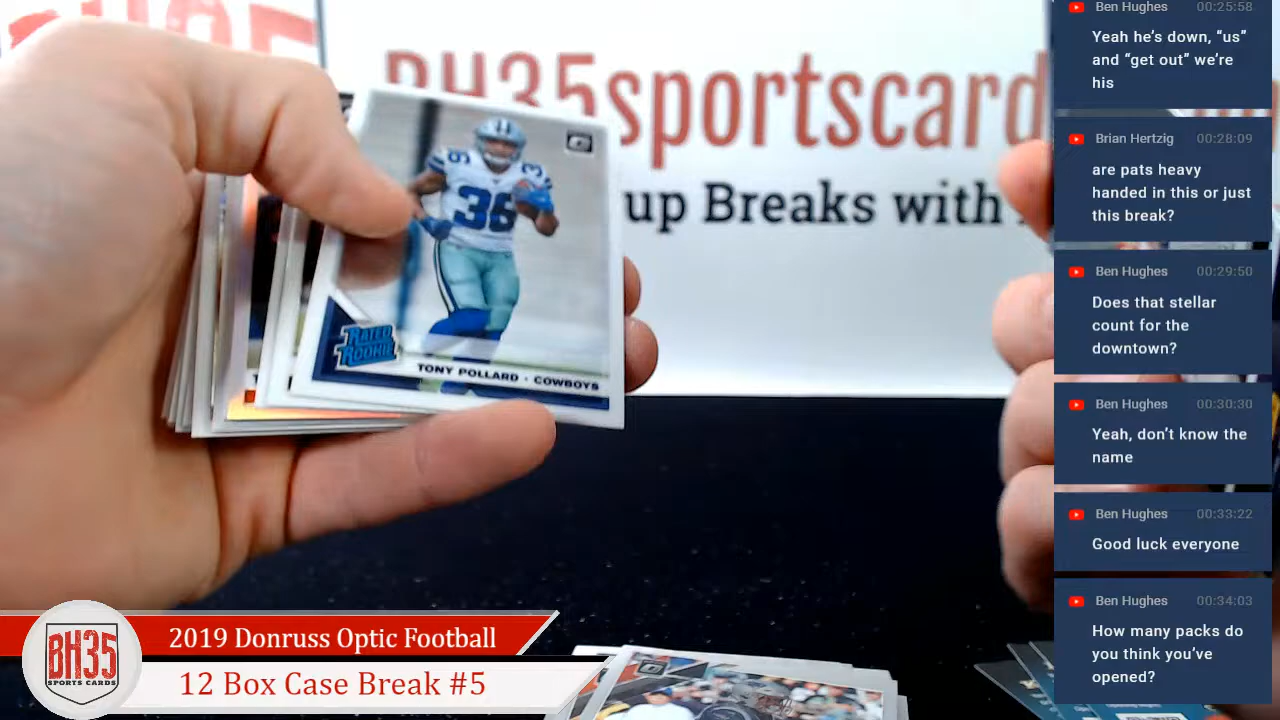 BH35sportscard
up Breaks with
36
36
RATED
ROOKIE
TONY POLLARD · COWBOYS
BH35
SPORTS CARDS
2019 Donruss Optic Football
12 Box Case Break #5
Ben Hughes 00:25:58
Yeah he's down, “us”
and “get out” we're
his
Brian Hertzig 00:28:09
are pats heavy
handed in this or just
this break?
Ben Hughes 00:29:50
Does that stellar
count for the
downtown?
Ben Hughes 00:30:30
Yeah, don't know the
name
Ben Hughes 00:33:22
Good luck everyone
Ben Hughes 00:34:03
How many packs do
you think you've
opened?